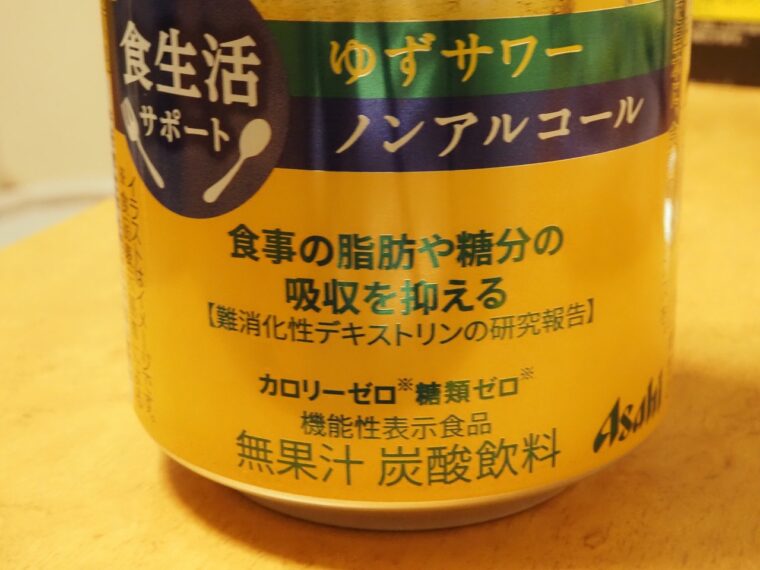 食生活
サポート
ゆずサワー
ノンアルコール
食事の脂肪や糖分の
吸収を抑える
【難消化性デキストリンの研究報告】
カロリーゼロ※糖類ゼロ※
機能性表示食品
無果汁 炭酸飲料
Asahi